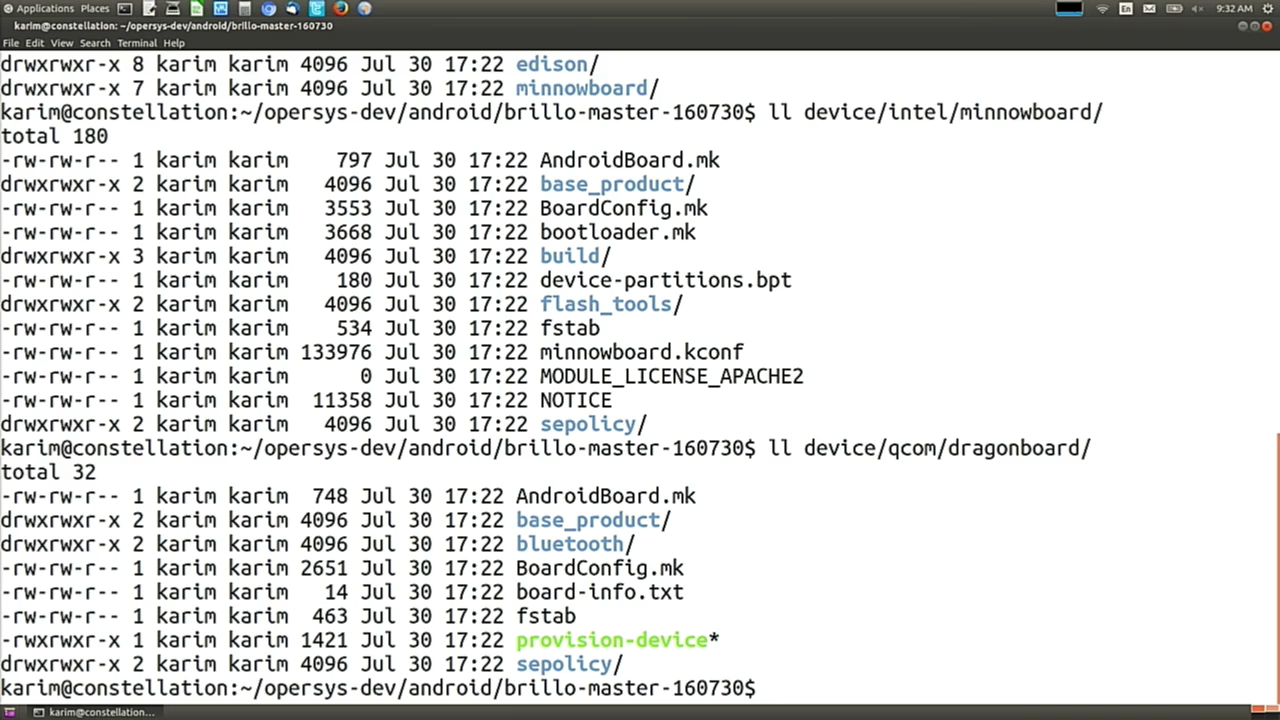 Applications Places
En
9:32 AM
karim@constellation: ~/opersys-dev/android/brillo-master-160730
File Edit View Search Terminal Help
drwxrwxr-x 8 karim karim 4096 Jul 30 17:22 edison/
drwxrwxr-x 7 karim karim 4096 Jul 30 17:22 minnowboard/
karim@constellation:~/opersys-dev/android/brillo-master-160730$ ll device/intel/minnowboard/
total 180
-rw-rw-r-- 1 karim karim    797 Jul 30 17:22 AndroidBoard.mk
drwxrwxr-x 2 karim karim   4096 Jul 30 17:22 base_product/
-rw-rw-r-- 1 karim karim   3553 Jul 30 17:22 BoardConfig.mk
-rw-rw-r-- 1 karim karim   3668 Jul 30 17:22 bootloader.mk
drwxrwxr-x 3 karim karim   4096 Jul 30 17:22 build/
-rw-rw-r-- 1 karim karim    180 Jul 30 17:22 device-partitions.bpt
drwxrwxr-x 2 karim karim   4096 Jul 30 17:22 flash_tools/
-rw-rw-r-- 1 karim karim    534 Jul 30 17:22 fstab
-rw-rw-r-- 1 karim karim 133976 Jul 30 17:22 minnowboard.kconf
-rw-rw-r-- 1 karim karim      0 Jul 30 17:22 MODULE_LICENSE_APACHE2
-rw-rw-r-- 1 karim karim  11358 Jul 30 17:22 NOTICE
drwxrwxr-x 2 karim karim   4096 Jul 30 17:22 sepolicy/
karim@constellation:~/opersys-dev/android/brillo-master-160730$ ll device/qcom/dragonboard/
total 32
-rw-rw-r-- 1 karim karim  748 Jul 30 17:22 AndroidBoard.mk
drwxrwxr-x 2 karim karim 4096 Jul 30 17:22 base_product/
drwxrwxr-x 2 karim karim 4096 Jul 30 17:22 bluetooth/
-rw-rw-r-- 1 karim karim 2651 Jul 30 17:22 BoardConfig.mk
-rw-rw-r-- 1 karim karim   14 Jul 30 17:22 board-info.txt
-rw-rw-r-- 1 karim karim  463 Jul 30 17:22 fstab
-rwxrwxr-x 1 karim karim 1421 Jul 30 17:22 provision-device*
drwxrwxr-x 2 karim karim 4096 Jul 30 17:22 sepolicy/
karim@constellation:~/opersys-dev/android/brillo-master-160730$
karim@constellation: ~...